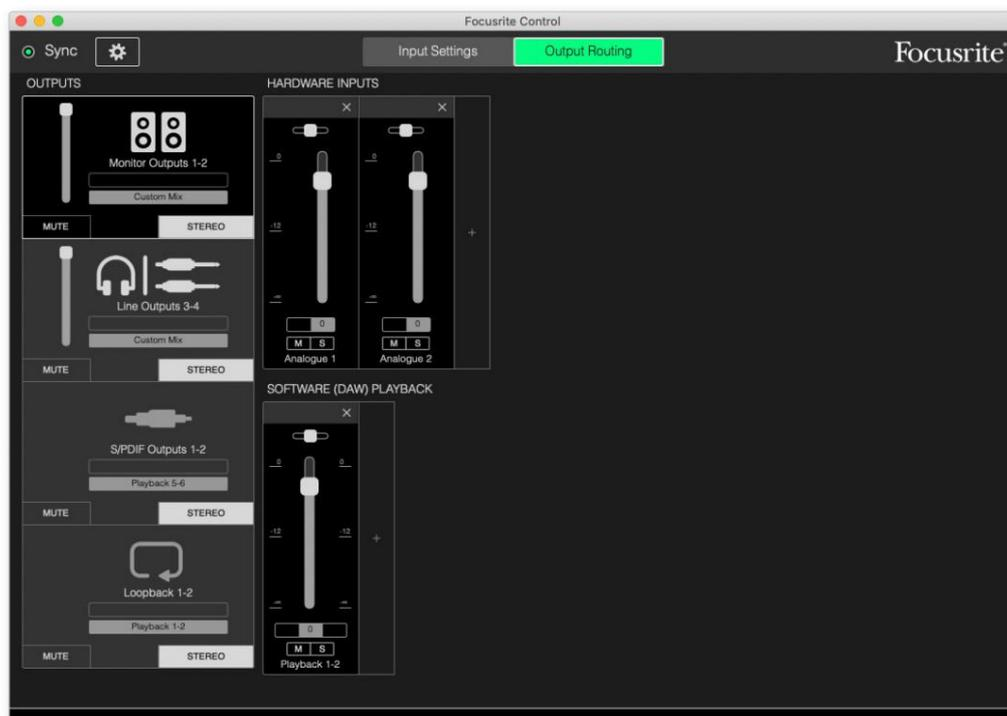 Focusrite Control
Sync
Input Settings
Output Routing
Focusrite
OUTPUTS
Monitor Outputs 1-2
Custom Mix
MUTE
STEREO
Line Outputs 3-4
Custom Mix
MUTE
STEREO
S/PDIF Outputs 1-2
Playback 5-6
MUTE
STEREO
Loopback 1-2
Playback 1-2
MUTE
STEREO
HARDWARE INPUTS
0
-12
-∞
0
M S
Analogue 1
0
-12
-∞
0
M S
Analogue 2
+
SOFTWARE (DAW) PLAYBACK
0 0
-12 -12
-∞ -∞
0
M S
Playback 1-2
+